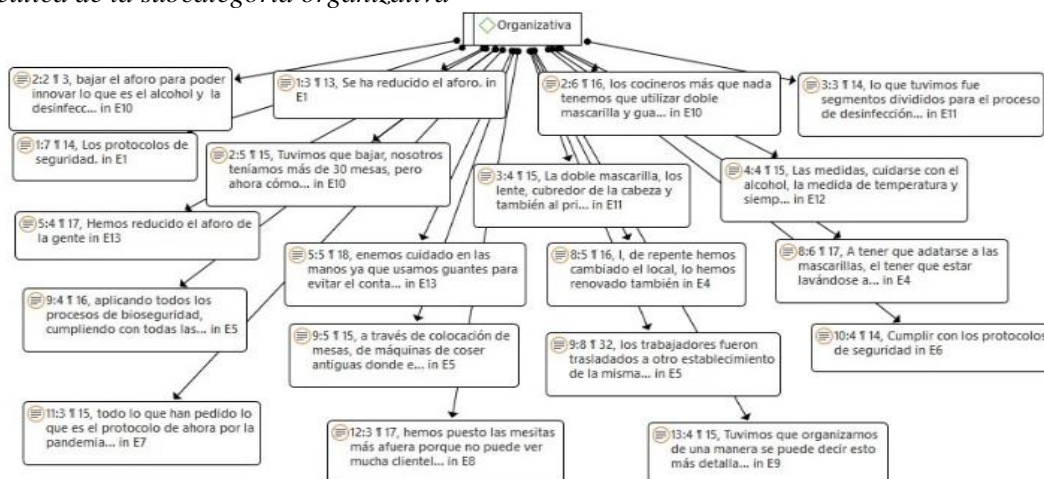 Organizativa
2:2 ¶ 3, bajar el aforo para poder
innovar lo que es el alcohol y la
desinfecc... in E10
1:3 ¶ 13, Se ha reducido el aforo. in
E1
2:6 ¶ 16, los cocineros más que nada
tenemos que utilizar doble
mascarilla y gua... in E10
3:3 ¶ 14, lo que tuvimos fue
segmentos divididos para el proceso
de desinfección... in E11
1:7 ¶ 14, Los protocolos de
seguridad. in E1
2:5 ¶ 15, Tuvimos que bajar, nosotros
teníamos más de 30 mesas, pero
ahora cómo... in E10
3:4 ¶ 15, La doble mascarilla, los
lente, cubredor de la cabeza y
también al pri... in E11
4:4 ¶ 15, Las medidas, cuidarse con el
alcohol, la medida de temperatura y
siemp... in E12
5:4 ¶ 17, Hemos reducido el aforo de
la gente in E13
5:5 ¶ 18, enemos cuidado en las
manos ya que usamos guantes para
evitar el conta... in E13
8:5 ¶ 16, I, de repente hemos
cambiado el local, lo hemos
renovado también in E4
8:6 ¶ 17, A tener que adatarse a las
mascarillas, el tener que estar
lavándose a... in E4
9:4 ¶ 16, aplicando todos los
procesos de bioseguridad,
cumpliendo con todas las... in E5
9:5 ¶ 15, a través de colocación de
mesas, de máquinas de coser
antiguas donde e... in E5
9:8 ¶ 32, los trabajadores fueron
trasladados a otro establecimiento
de la misma... in E5
10:4 ¶ 14, Cumplir con los protocolos
de seguridad in E6
11:3 ¶ 15, todo lo que han pedido lo
que es el protocolo de ahora por la
pandemia... in E7
12:3 ¶ 17, hemos puesto las mesitas
más afuera porque no puede ver
mucha clientel... in E8
13:4 ¶ 15, Tuvimos que organizarnos
de una manera se puede decir esto
más detalla... in E9